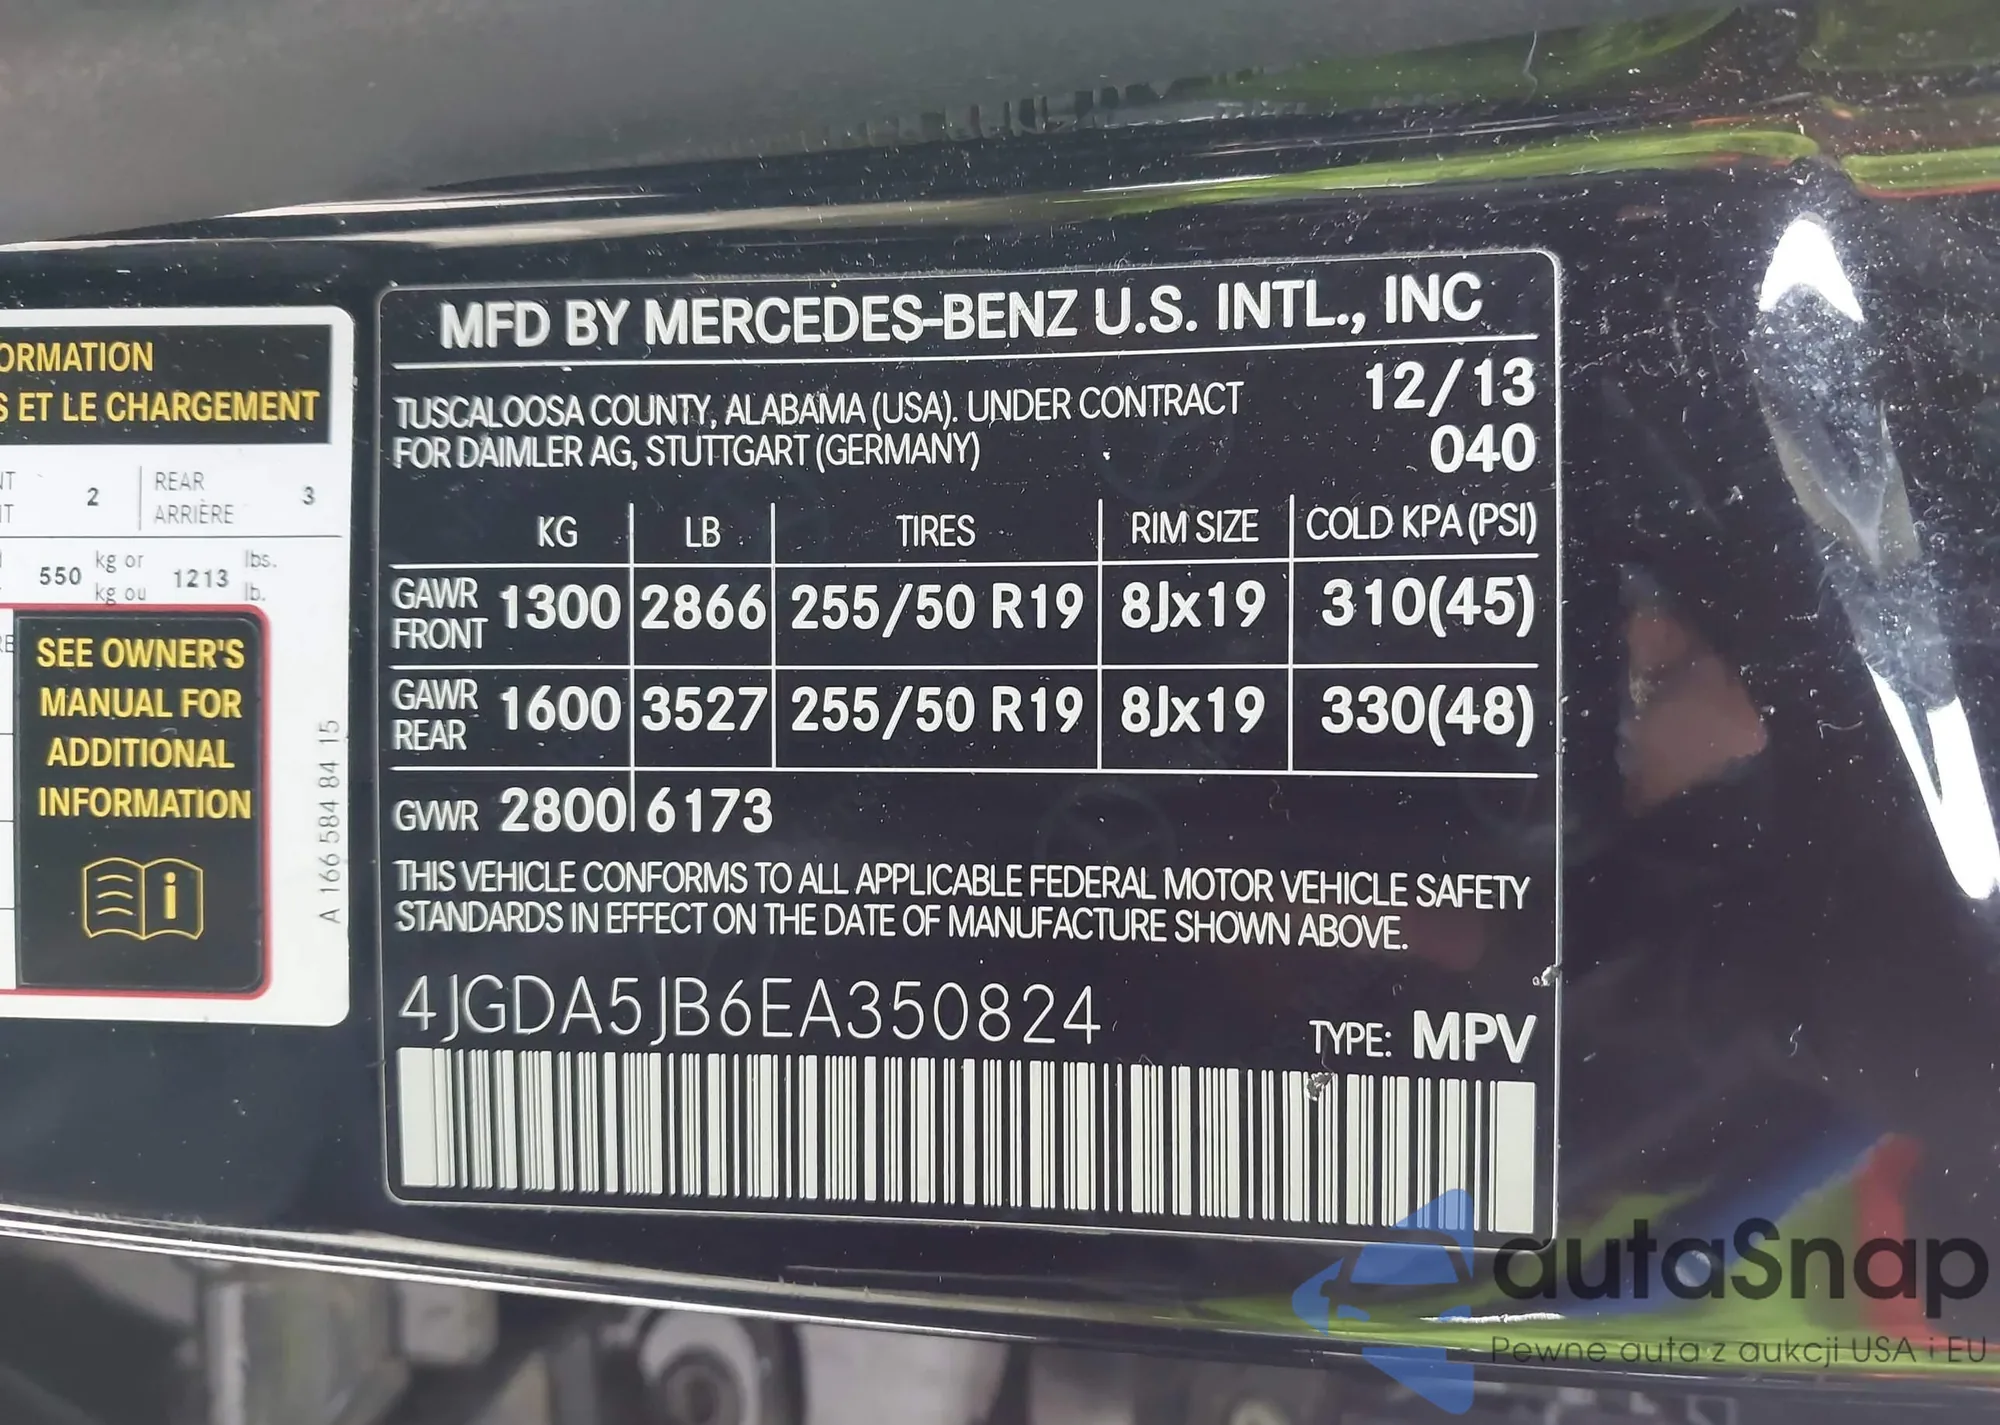 ORMATION
S ET LE CHARGEMENT
2
REAR
ARRIÈRE
3
550
kg or
kg ou
1213
lbs.
lb.
SEE OWNER'S
MANUAL FOR
ADDITIONAL
INFORMATION
i
A 166 584 84 15
MFD BY MERCEDES-BENZ U.S. INTL., INC
TUSCALOOSA COUNTY, ALABAMA (USA). UNDER CONTRACT
FOR DAIMLER AG, STUTTGART (GERMANY)
12/13
040
KG LB TIRES RIM SIZE COLD KPA (PSI)
GAWR FRONT 1300 2866 255/50 R19 8Jx19 310(45)
GAWR REAR 1600 3527 255/50 R19 8Jx19 330(48)
GVWR 2800 6173
THIS VEHICLE CONFORMS TO ALL APPLICABLE FEDERAL MOTOR VEHICLE SAFETY
STANDARDS IN EFFECT ON THE DATE OF MANUFACTURE SHOWN ABOVE.
4JGDA5JB6EA350824
TYPE: MPV
autaSnap
Pewne auta z aukcji USA i EU